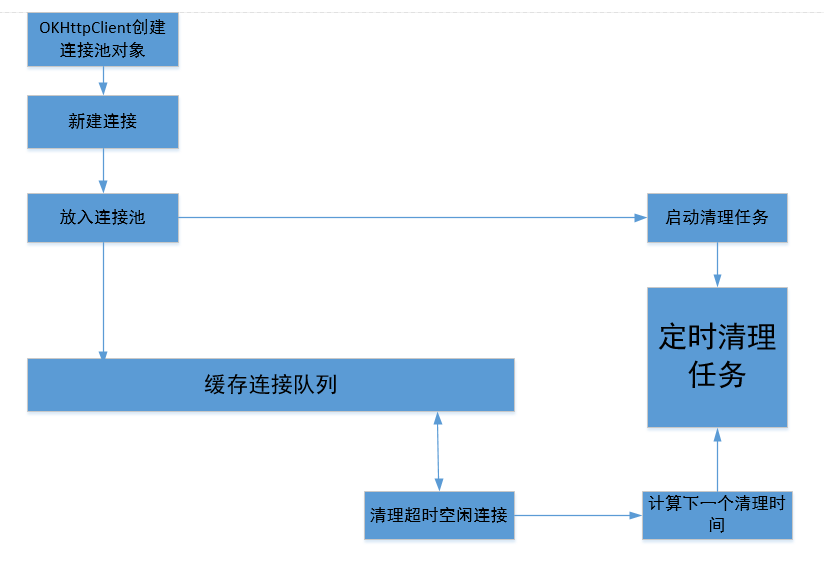 OKHttpClient创建
连接池对象
新建连接
放入连接池
启动清理任务
定时清理
任务
缓存连接队列
清理超时空闲连接
计算下一个清理时
间